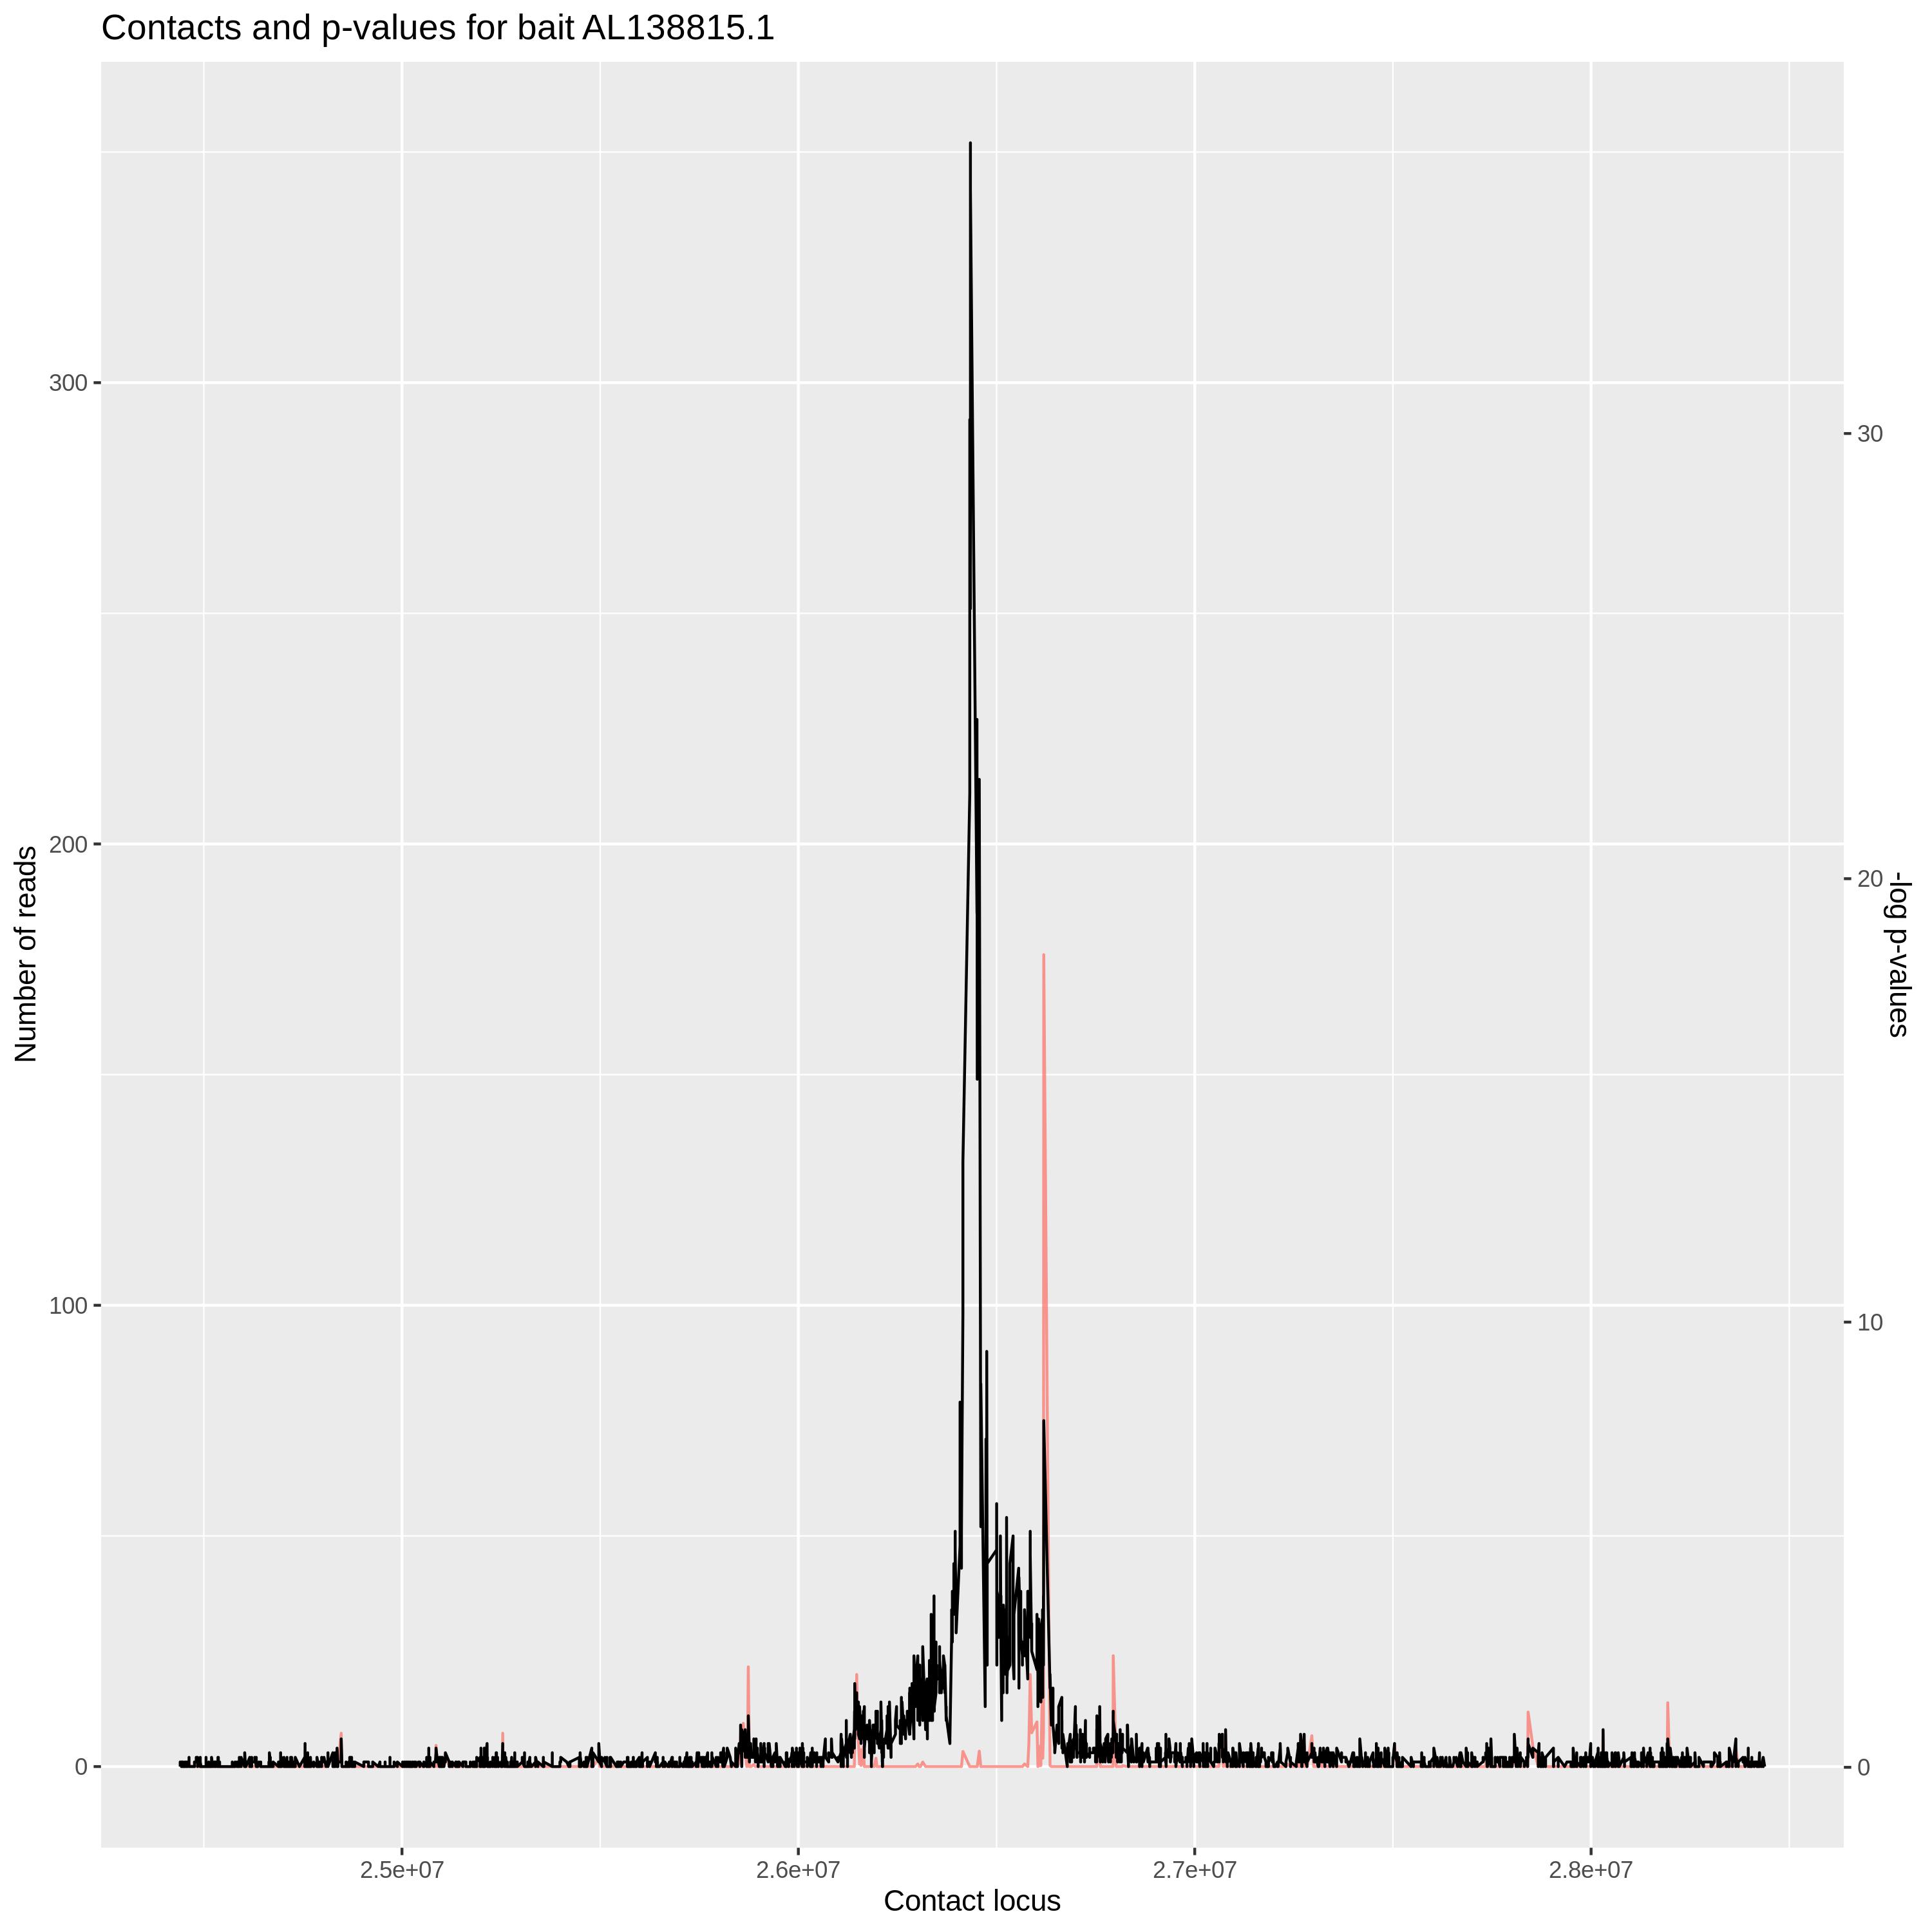 Contacts and p-values for bait AL138815.1
300
200
100
0
Number of reads
30
20
10
0
-log p-values
2.5e+07
2.6e+07
2.7e+07
2.8e+07
Contact locus